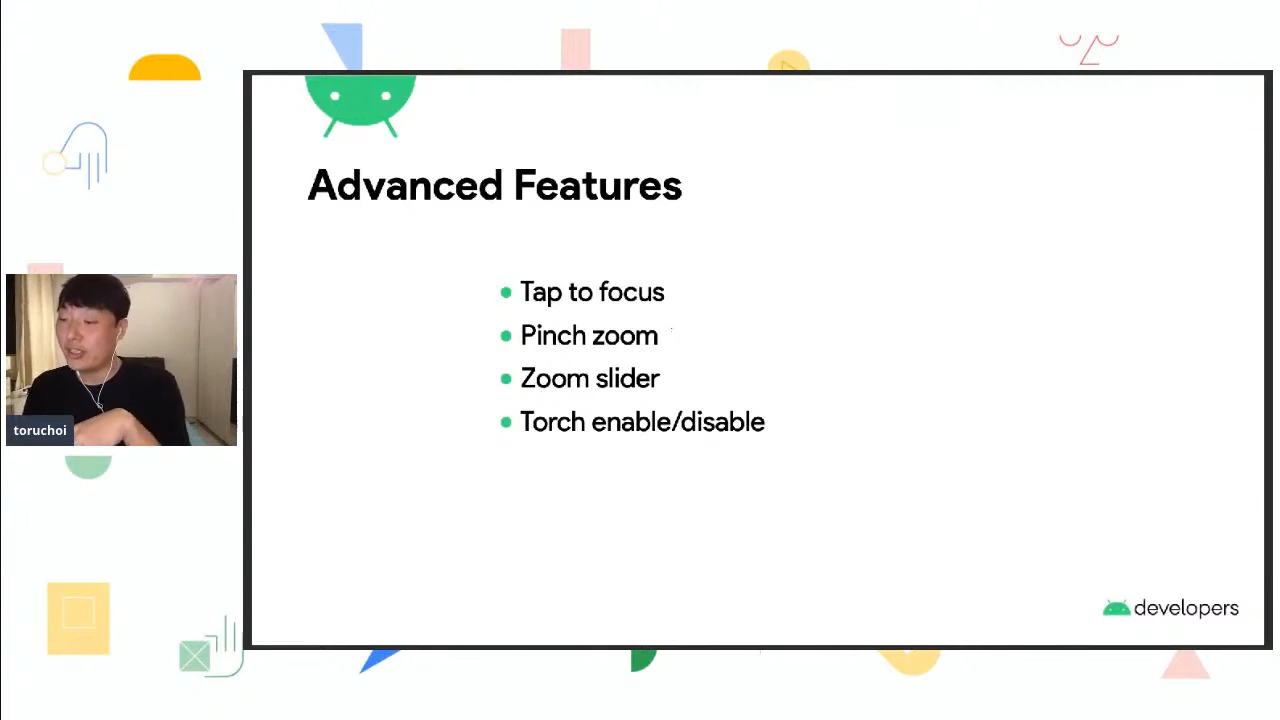 Advanced Features
Tap to focus
Pinch zoom
Zoom slider
Torch enable/disable
toruchoi
developers